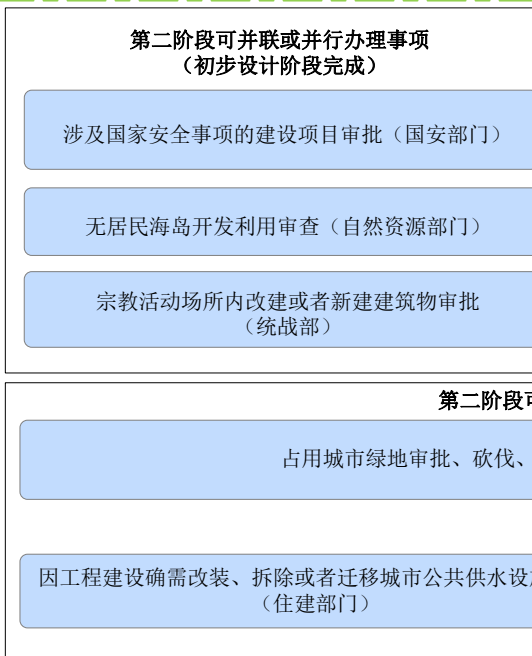 第二阶段可并联或并行办理事项
（初步设计阶段完成）
涉及国家安全事项的建设项目审批（国安部门）
无居民海岛开发利用审查（自然资源部门）
宗教活动场所内改建或者新建建筑物审批
（统战部）
第二阶段
占用城市绿地审批、砍伐、
因工程建设确需改装、拆除或者迁移城市公共供水设
（住建部门）